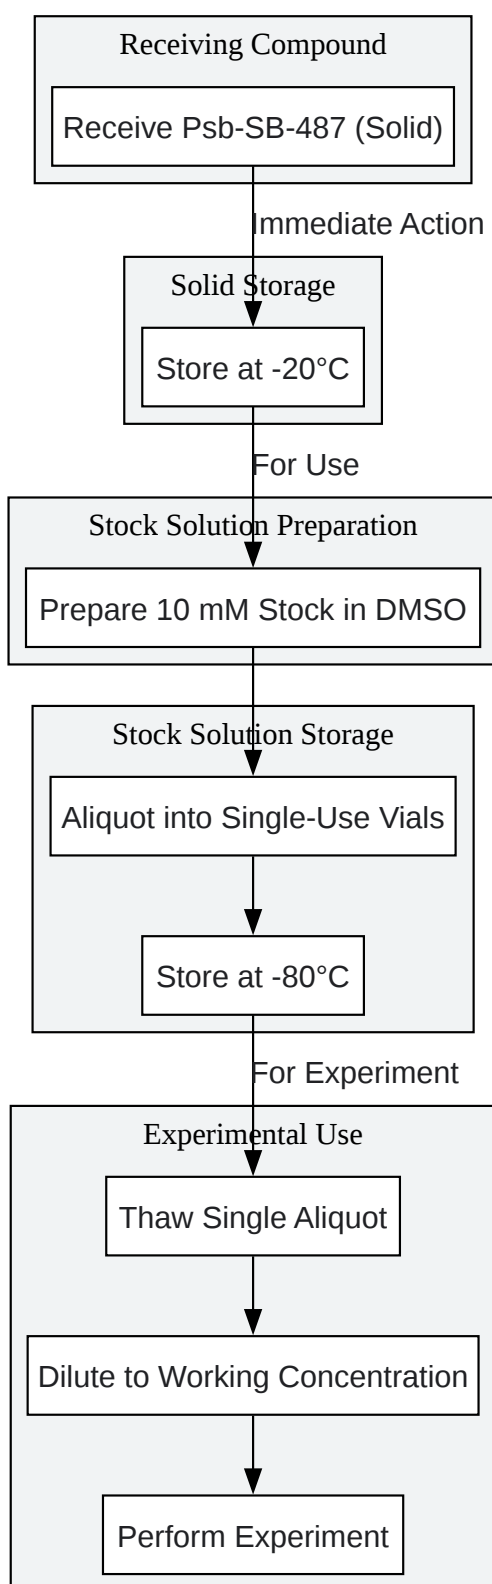 Receiving Compound
Receive Psb-SB-487 (Solid)
Immediate Action
Solid Storage
Store at -20°C
For Use
Stock Solution Preparation
Prepare 10 mM Stock in DMSO
Stock Solution Storage
Aliquot into Single-Use Vials
Store at -80°C
For Experiment
Experimental Use
Thaw Single Aliquot
Dilute to Working Concentration
Perform Experiment